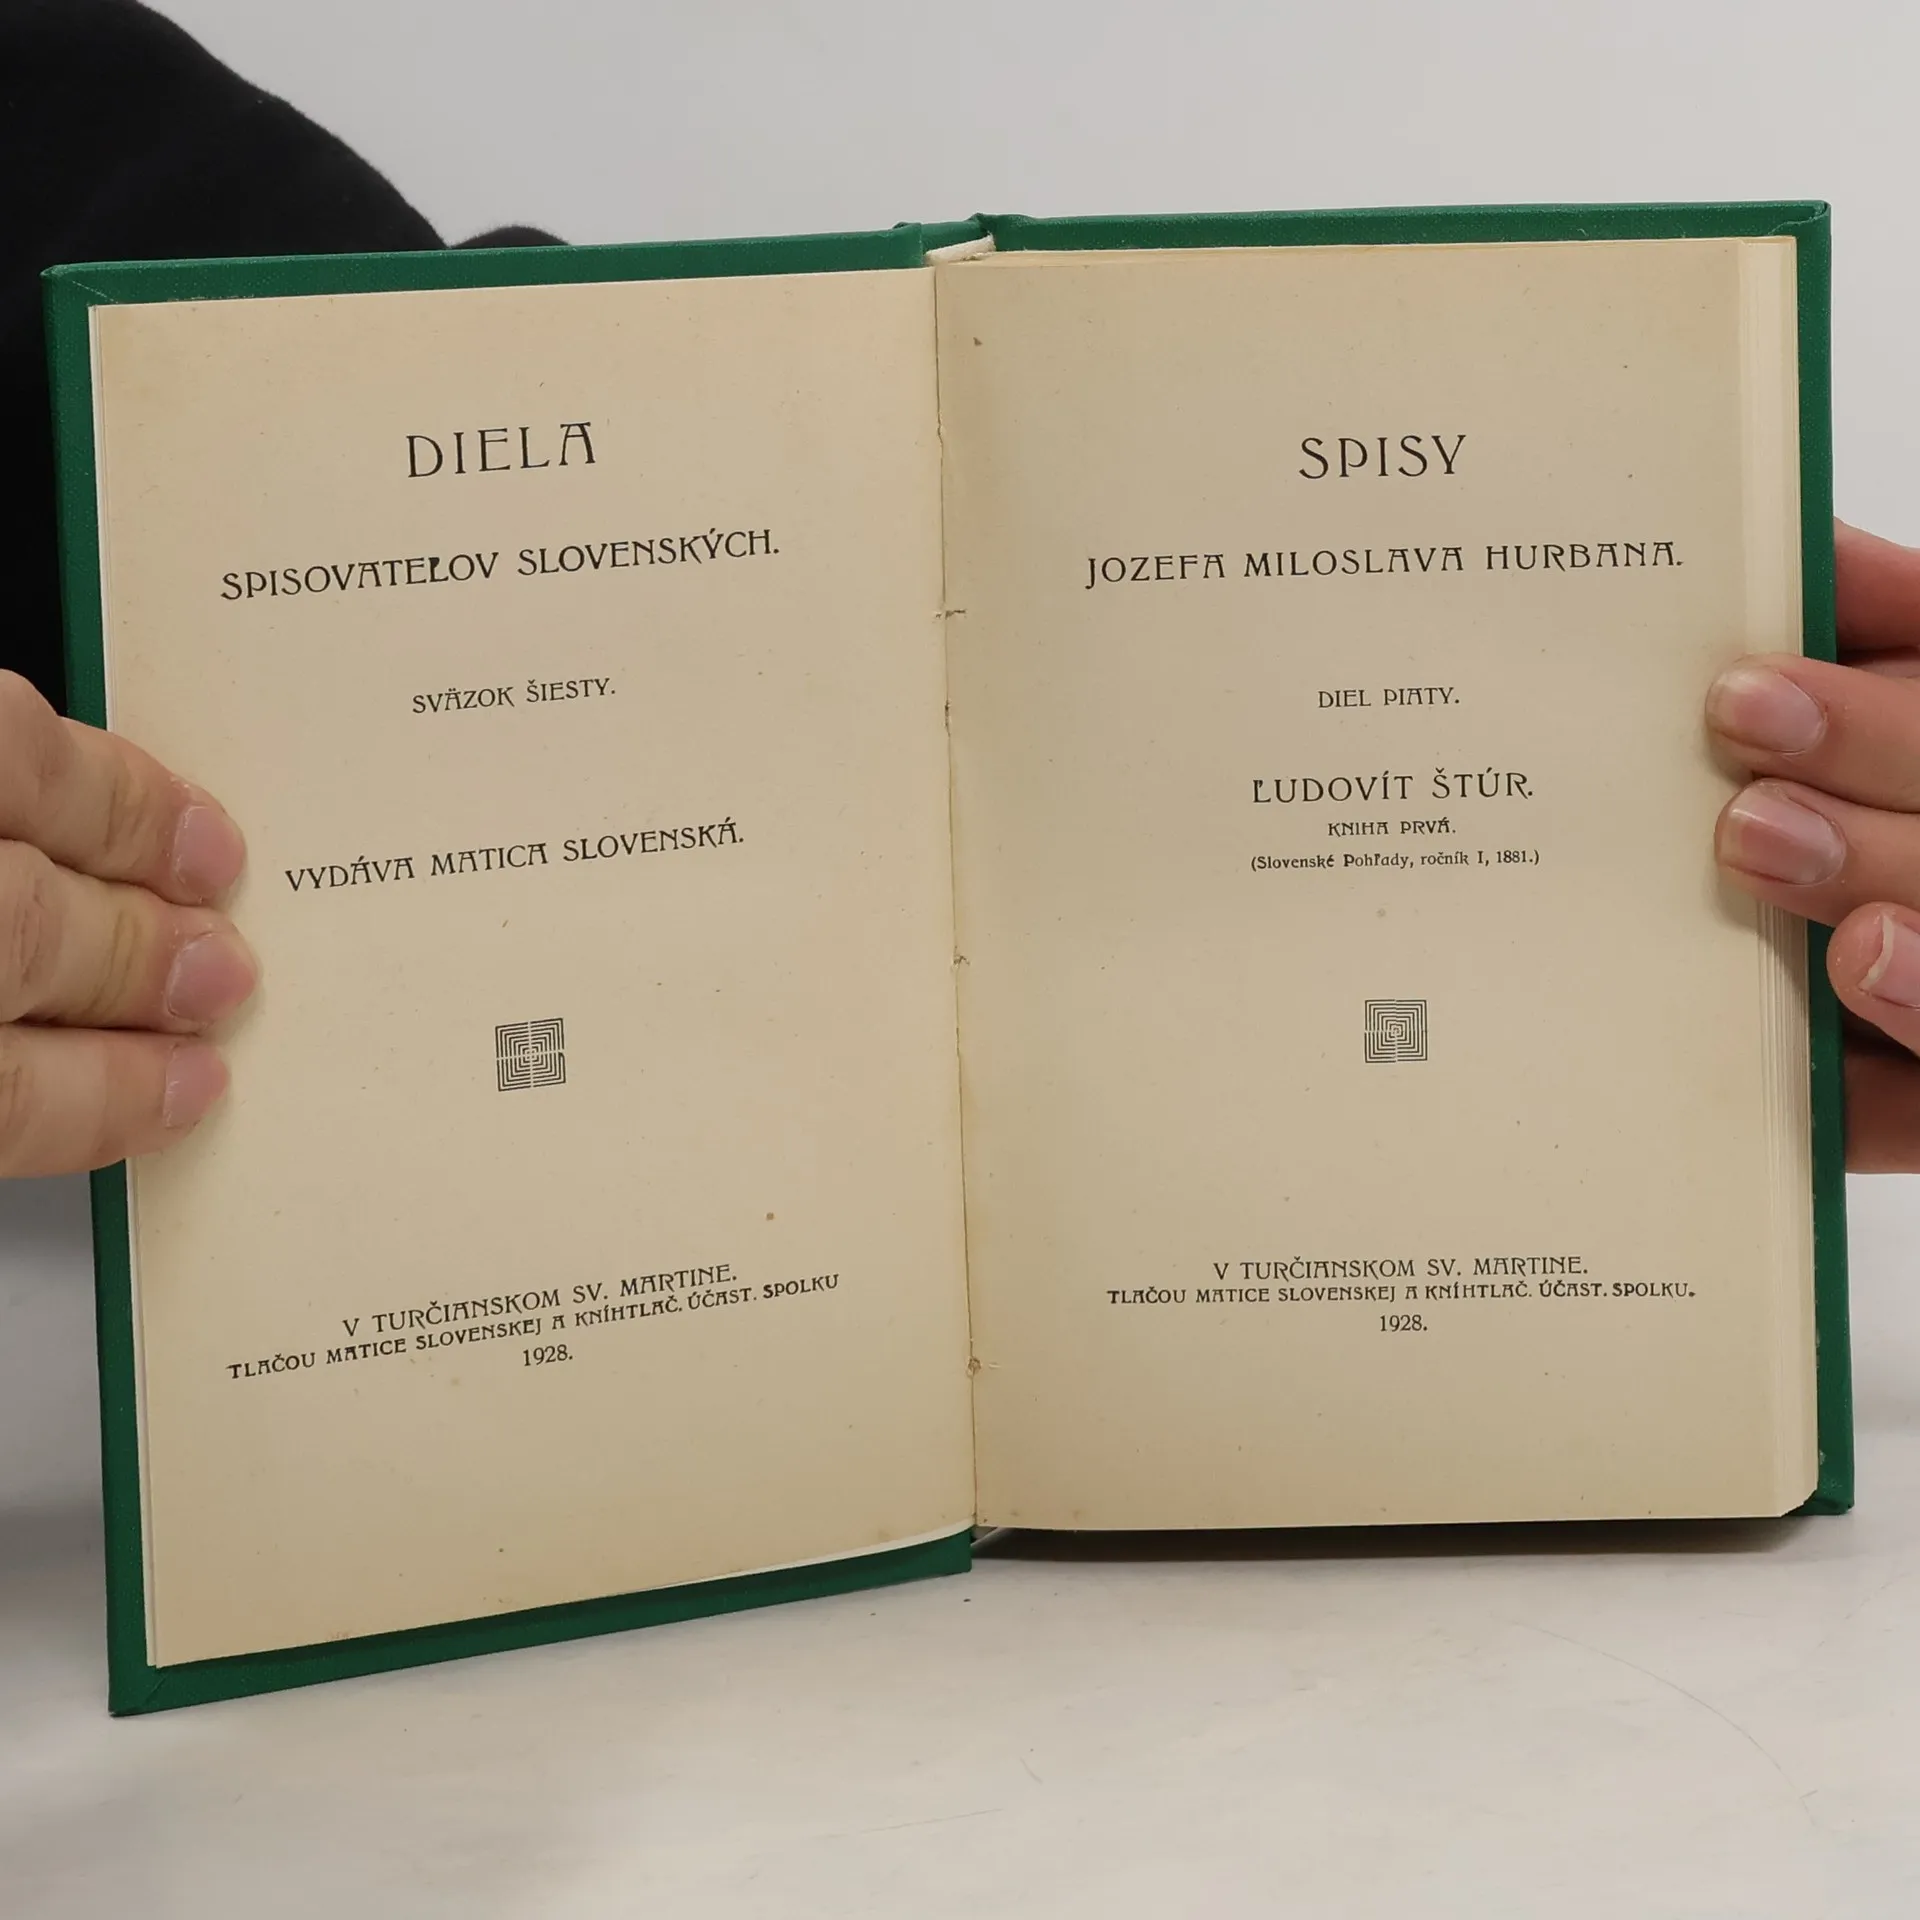 DIELA
SPISOVATEĽOV SLOVENSKÝCH.
SVÄZOK ŠIESTY.
VYDÁVA MATICA SLOVENSKÁ.
V TURČIANSKOM SV. MARTINE.
TLAČOU MATICE SLOVENSKEJ A KNÍHTLAČ. ÚČAST. SPOLKU
1928.
SPISY
JOZEFA MILOSLAVA HURBANA.
DIEL PIATY.
ĽUDOVÍT ŠTÚR.
KNIHA PRVÁ.
(Slovenské Pohľady, ročník I, 1881.)
V TURČIANSKOM SV. MARTINE.
TLAČOU MATICE SLOVENSKEJ A KNÍHTLAČ. ÚČAST. SPOLKU.
1928.